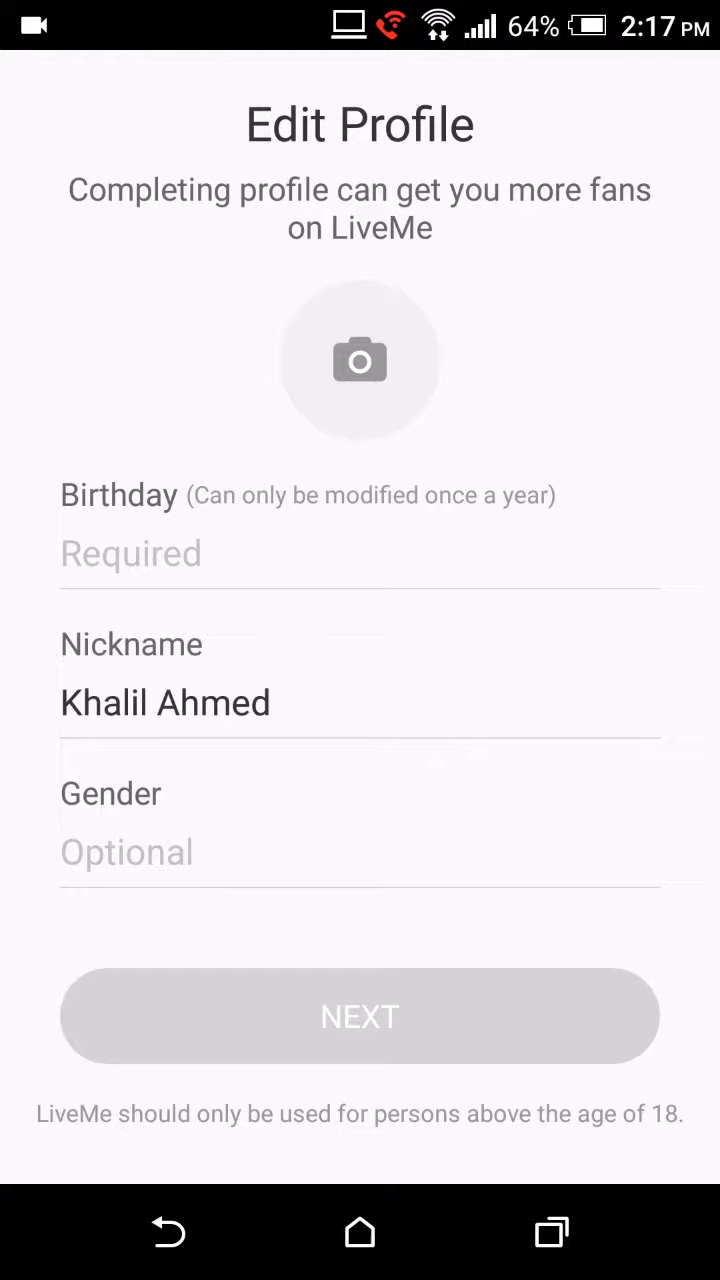 64% 2:17 PM
Edit Profile
Completing profile can get you more fans
on LiveMe
Birthday (Can only be modified once a year)
Required
Nickname
Khalil Ahmed
Gender
Optional
NEXT
LiveMe should only be used for persons above the age of 18.